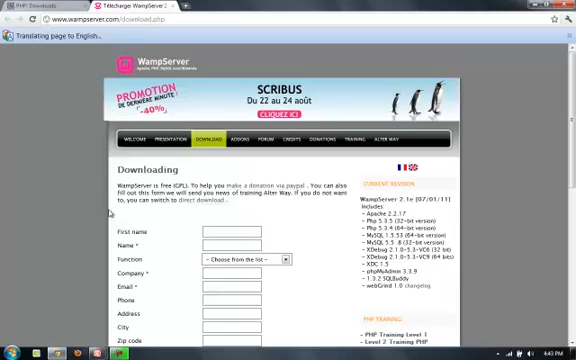 PHP: Downloads
Télécharger WampServer 2
www.wampserver.com/download.php
Translating page to English...
WampServer
Apache, PHP, MySQL on Windows
PROMOTION
DE DERNIÈRE MINUTE !
-40%
SCRIBUS
Du 22 au 24 août
CLIQUEZ ICI
WELCOME PRESENTATION DOWNLOAD ADDONS FORUM CREDITS DONATIONS TRAINING ALTER WAY
Downloading
WampServer is free (GPL). To help you make a donation via paypal . You can also
fill out this form we will send you news of training Alter Way. If you do not want
to, you can switch to direct download .
First name
Name *
Function
- Choose from the list -
Company *
Email *
Phone
Address
City
Zip code
CURRENT REVISION
WampServer 2.1e [07/01/11]
Includes:
- Apache 2.2.17
- Php 5.3.5 (32-bit version)
- Php 5.3.4 (64-bit version)
- MySQL 1.5.53 (64-bit version)
- MySQL 5.5 .8 (32-bit version)
- XDebug 2.1.0-5.3-VC6 (32 bit)
- XDebug 2.1.0-5.3-VC9 (64 bits)
- XDC 1.5
- phpMyAdmin 3.3.9
- 1.3.2 SQLBuddy
- webGrind 1.0 changelog
PHP TRAINING:
- PHP Training Level 1
- Level 2 Training PHP
4:43 PM